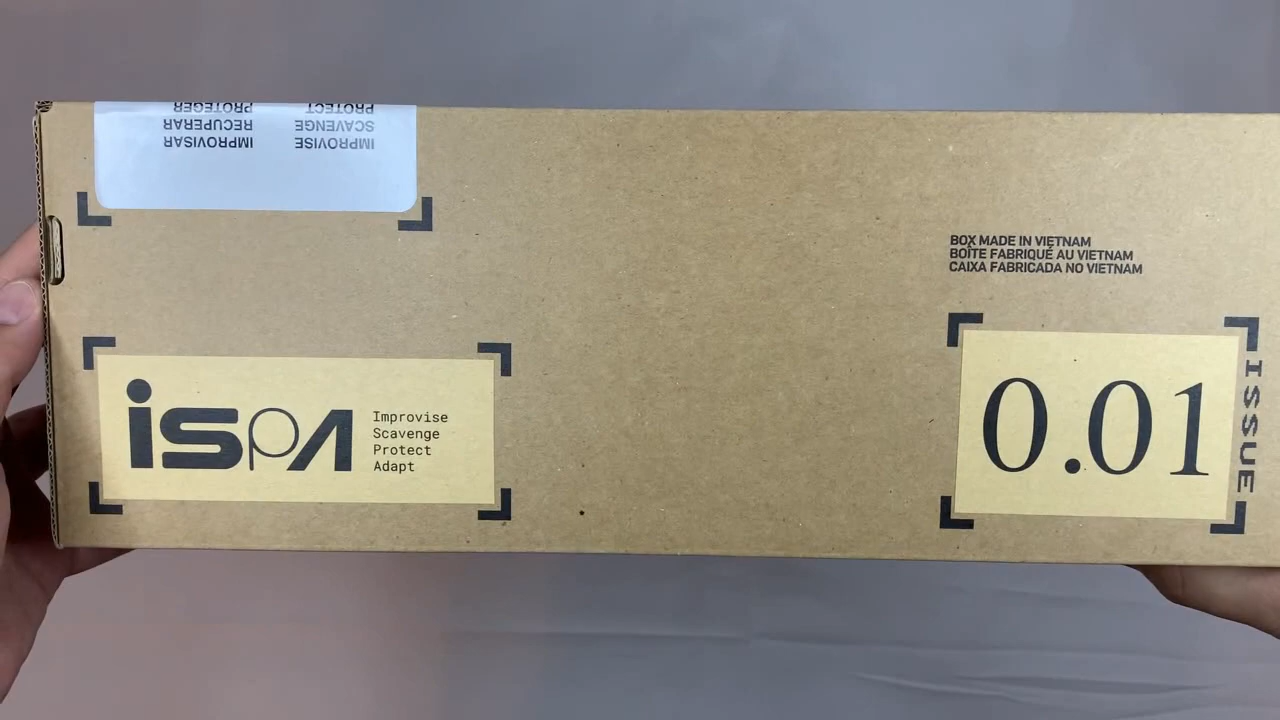 IMPROVISE IMPROVISAR
SCAVENGE RECUPERAR
PROTECT PROTEGER
BOX MADE IN VIETNAM
BOÎTE FABRIQUÉ AU VIETNAM
CAIXA FABRICADA NO VIETNAM
iSPA
Improvise
Scavenge
Protect
Adapt
0.01
ISSUE